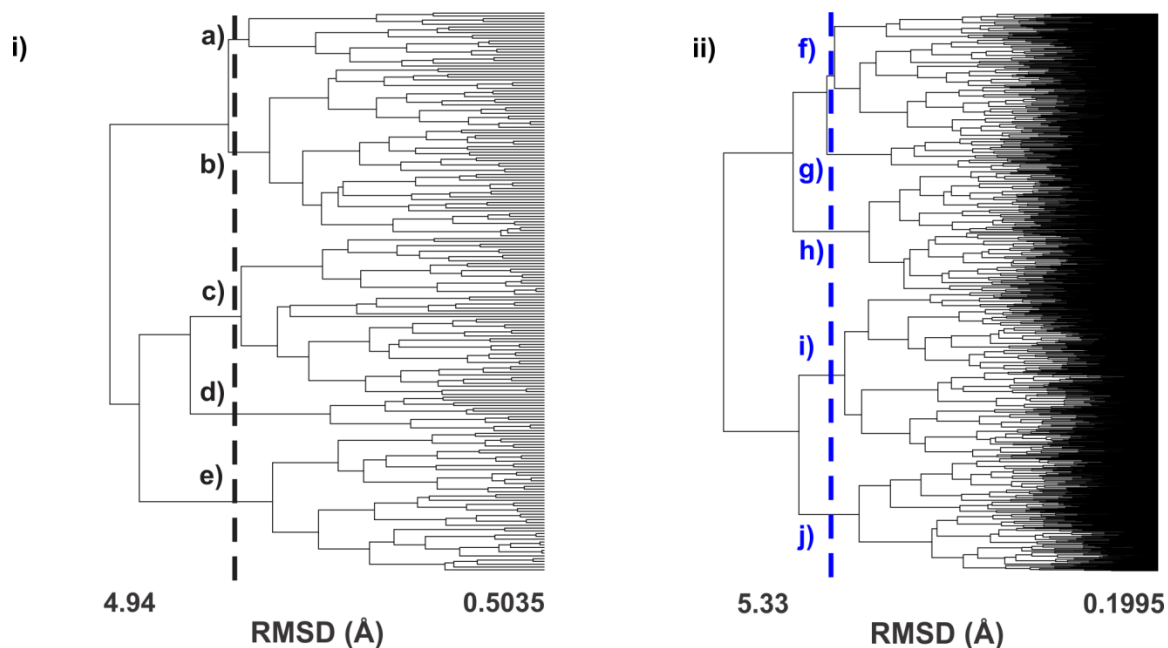 i)
a)
b)
c)
d)
e)
4.94
0.5035
RMSD (Å)
ii)
f)
g)
h)
i)
j)
5.33
0.1995
RMSD (Å)